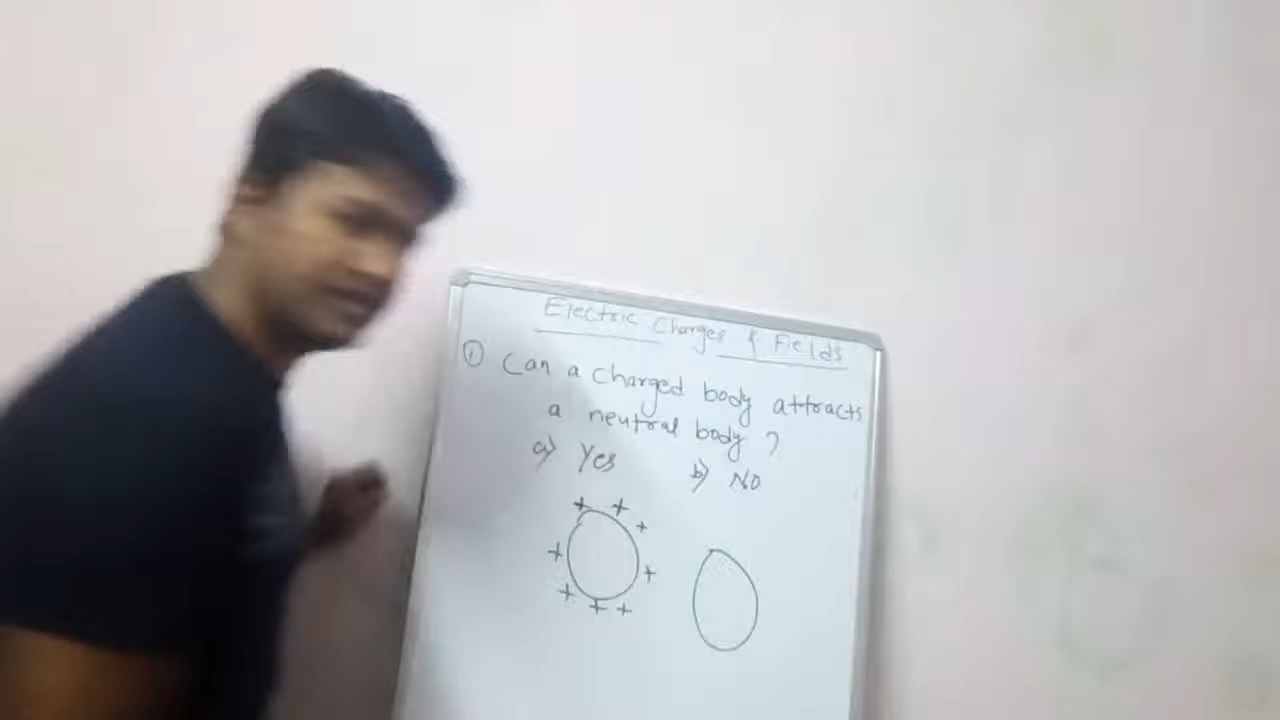 Electric Charges & Fields
① Can a charged body attracts
a neutral body ?
a) Yes b) NO
+ + +
+ +
+ + +